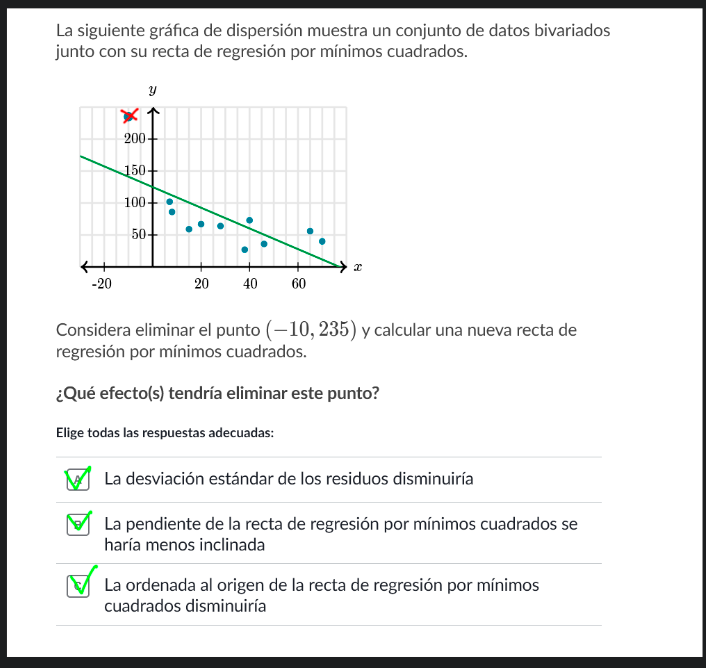 La siguiente gráfica de dispersión muestra un conjunto de datos bivariados
junto con su recta de regresión por mínimos cuadrados.
y
200
150
100
50
x
-20 20 40 60
Considera eliminar el punto (−10, 235) y calcular una nueva recta de
regresión por mínimos cuadrados.
¿Qué efecto(s) tendría eliminar este punto?
Elige todas las respuestas adecuadas:
A La desviación estándar de los residuos disminuiría
B La pendiente de la recta de regresión por mínimos cuadrados se
haría menos inclinada
C La ordenada al origen de la recta de regresión por mínimos
cuadrados disminuiría